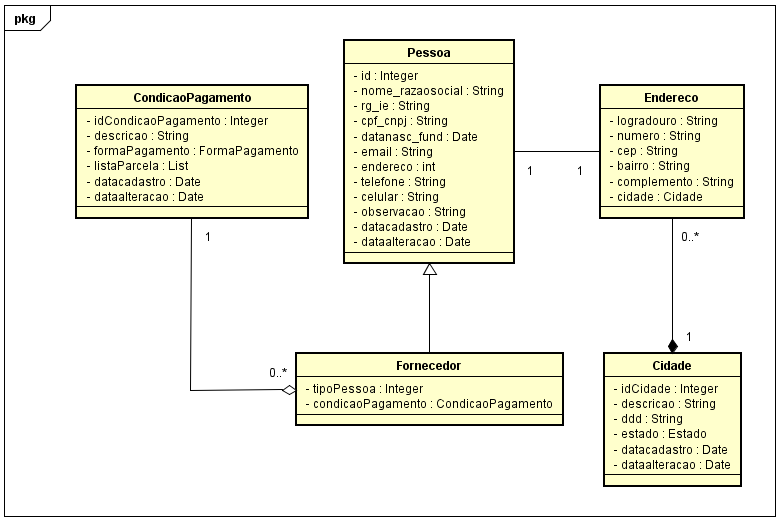 pkg
Pessoa
- id : Integer
- nome_razaosocial : String
- rg_ie : String
- cpf_cnpj : String
- datanasc_fund : Date
- email : String
- endereco : int
- telefone : String
- celular : String
- observacao : String
- datacadastro : Date
- dataalteracao : Date
CondicaoPagamento
- idCondicaoPagamento : Integer
- descricao : String
- formaPagamento : FormaPagamento
- listaParcela : List
- datacadastro : Date
- dataalteracao : Date
Endereco
- logradouro : String
- numero : String
- cep : String
- bairro : String
- complemento : String
- cidade : Cidade
1
1
1
0..*
0..*
1
Fornecedor
- tipoPessoa : Integer
- condicaoPagamento : CondicaoPagamento
Cidade
- idCidade : Integer
- descricao : String
- ddd : String
- estado : Estado
- datacadastro : Date
- dataalteracao : Date